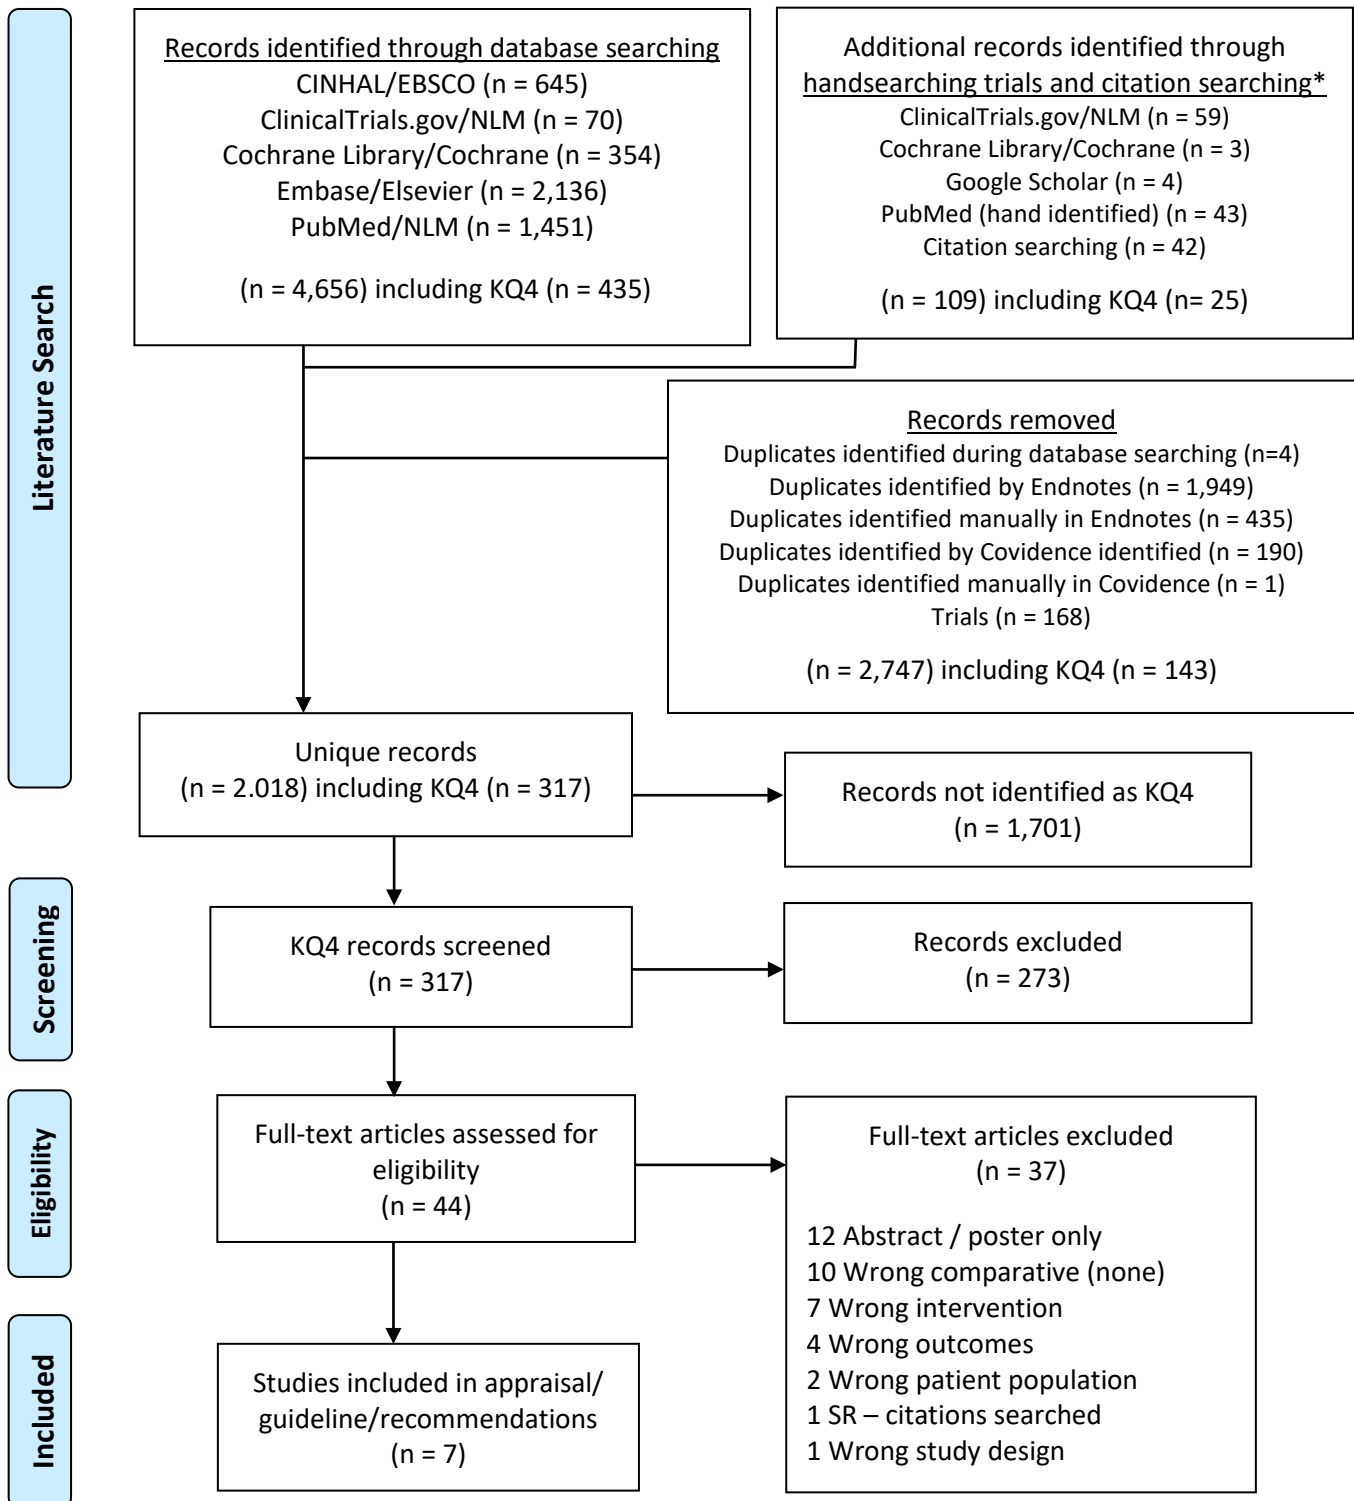 Literature Search
Records identified through database searching
CINHAL/EBSCO (n = 645)
ClinicalTrials.gov/NLM (n = 70)
Cochrane Library/Cochrane (n = 354)
Embase/Elsevier (n = 2,136)
PubMed/NLM (n = 1,451)
(n = 4,656) including KQ4 (n = 435)
Additional records identified through
handsearching trials and citation searching*
ClinicalTrials.gov/NLM (n = 59)
Cochrane Library/Cochrane (n = 3)
Google Scholar (n = 4)
PubMed (hand identified) (n = 43)
Citation searching (n = 42)
(n = 109) including KQ4 (n= 25)
Records removed
Duplicates identified during database searching (n=4)
Duplicates identified by Endnotes (n = 1,949)
Duplicates identified manually in Endnotes (n = 435)
Duplicates identified by Covidence identified (n = 190)
Duplicates identified manually in Covidence (n = 1)
Trials (n = 168)
(n = 2,747) including KQ4 (n = 143)
Unique records
(n = 2.018) including KQ4 (n = 317)
Records not identified as KQ4
(n = 1,701)
Screening
KQ4 records screened
(n = 317)
Records excluded
(n = 273)
Eligibility
Full-text articles assessed for
eligibility
(n = 44)
Full-text articles excluded
(n = 37)
12 Abstract / poster only
10 Wrong comparative (none)
7 Wrong intervention
4 Wrong outcomes
2 Wrong patient population
1 SR – citations searched
1 Wrong study design
Included
Studies included in appraisal/
guideline/recommendations
(n = 7)